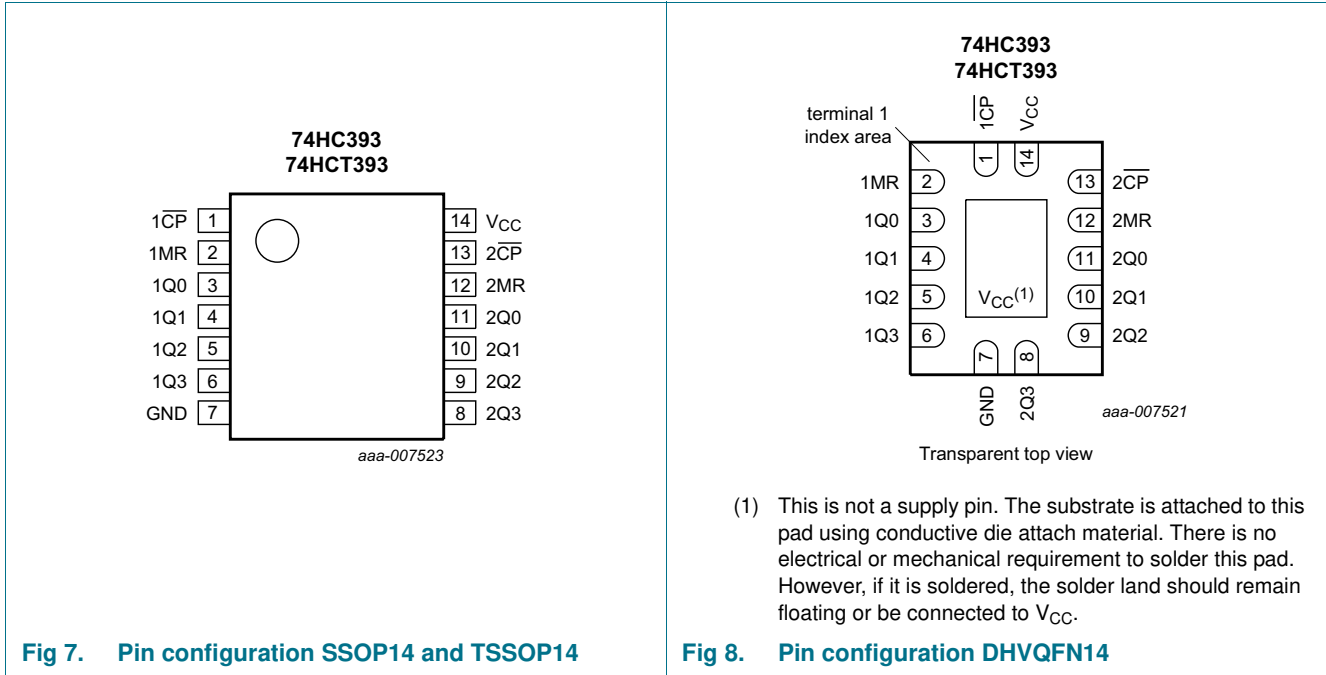 74HC393
74HCT393
1C̅P̅ 1
1MR 2
1Q0 3
1Q1 4
1Q2 5
1Q3 6
GND 7
14 VCC
13 2C̅P̅
12 2MR
11 2Q0
10 2Q1
9 2Q2
8 2Q3
aaa-007523
Fig 7. Pin configuration SSOP14 and TSSOP14
74HC393
74HCT393
terminal 1
index area
1C̅P̅ VCC
1 14
1MR 2
1Q0 3
1Q1 4
1Q2 5
1Q3 6
13 2C̅P̅
12 2MR
11 2Q0
10 2Q1
9 2Q2
VCC(1)
7 8
GND 2Q3
aaa-007521
Transparent top view
(1) This is not a supply pin. The substrate is attached to this
pad using conductive die attach material. There is no
electrical or mechanical requirement to solder this pad.
However, if it is soldered, the solder land should remain
floating or be connected to VCC.
Fig 8. Pin configuration DHVQFN14